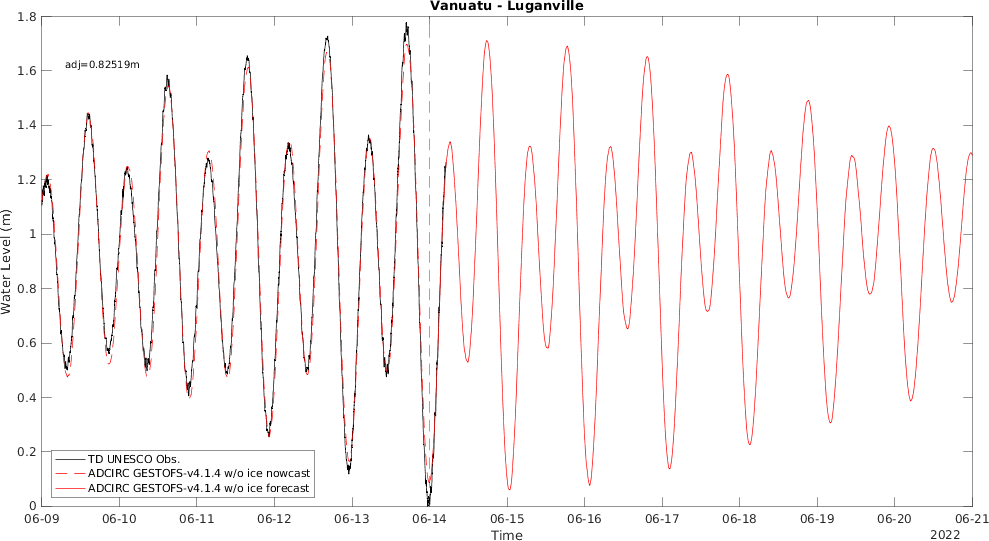 Vanuatu - Luganville
1.8
1.6
1.4
1.2
1
0.8
0.6
0.4
0.2
0
Water Level (m)
adj=0.82519m
TD UNESCO Obs.
ADCIRC GESTOFS-v4.1.4 w/o ice nowcast
ADCIRC GESTOFS-v4.1.4 w/o ice forecast
06-09 06-10 06-11 06-12 06-13 06-14 06-15 06-16 06-17 06-18 06-19 06-20 06-21
Time
2022